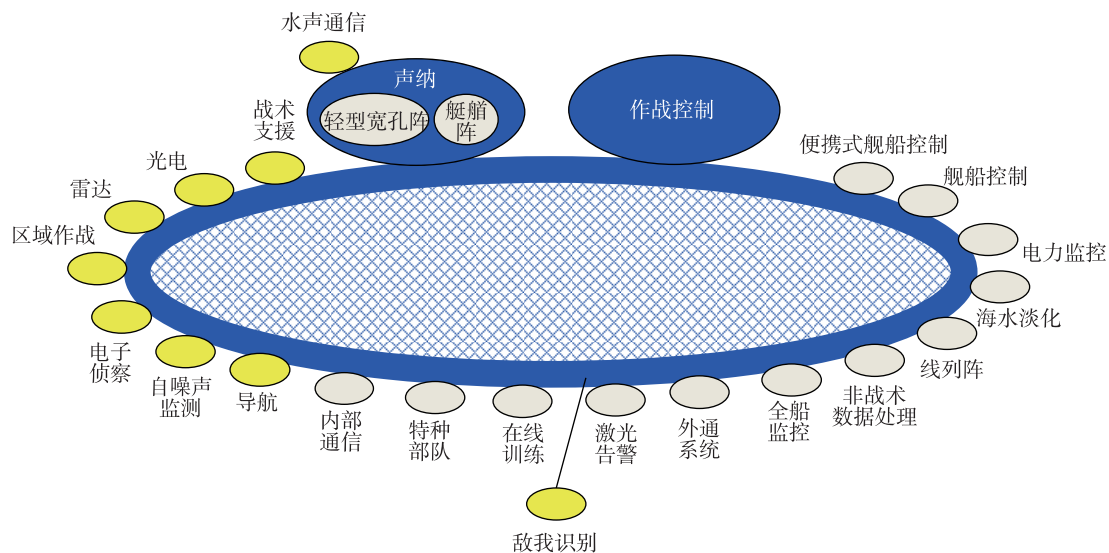 水声通信
声纳
轻型宽孔阵
艇艏
阵
作战控制
战术
支援
光电
雷达
区域作战
电子
侦察
自噪声
监测
导航
内部
通信
特种
部队
在线
训练
激光
告警
外通
系统
全船
监控
非战术
数据处理
线列阵
海水淡化
电力监控
舰船控制
便携式舰船控制
敌我识别